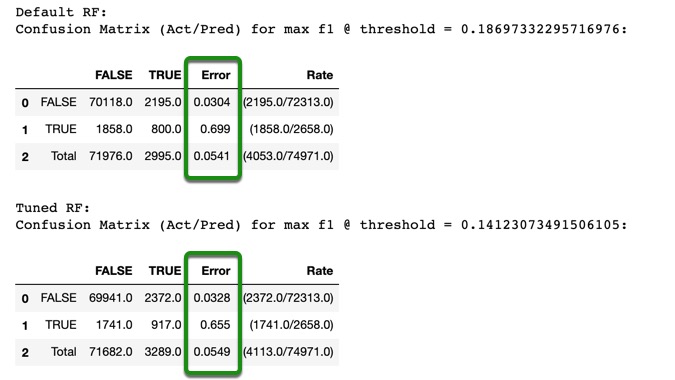 Default RF:
Confusion Matrix (Act/Pred) for max f1 @ threshold = 0.18697332295716976:
FALSE TRUE Error Rate
0 FALSE 70118.0 2195.0 0.0304 (2195.0/72313.0)
1 TRUE 1858.0 800.0 0.699 (1858.0/2658.0)
2 Total 71976.0 2995.0 0.0541 (4053.0/74971.0)
Tuned RF:
Confusion Matrix (Act/Pred) for max f1 @ threshold = 0.14123073491506105:
FALSE TRUE Error Rate
0 FALSE 69941.0 2372.0 0.0328 (2372.0/72313.0)
1 TRUE 1741.0 917.0 0.655 (1741.0/2658.0)
2 Total 71682.0 3289.0 0.0549 (4113.0/74971.0)